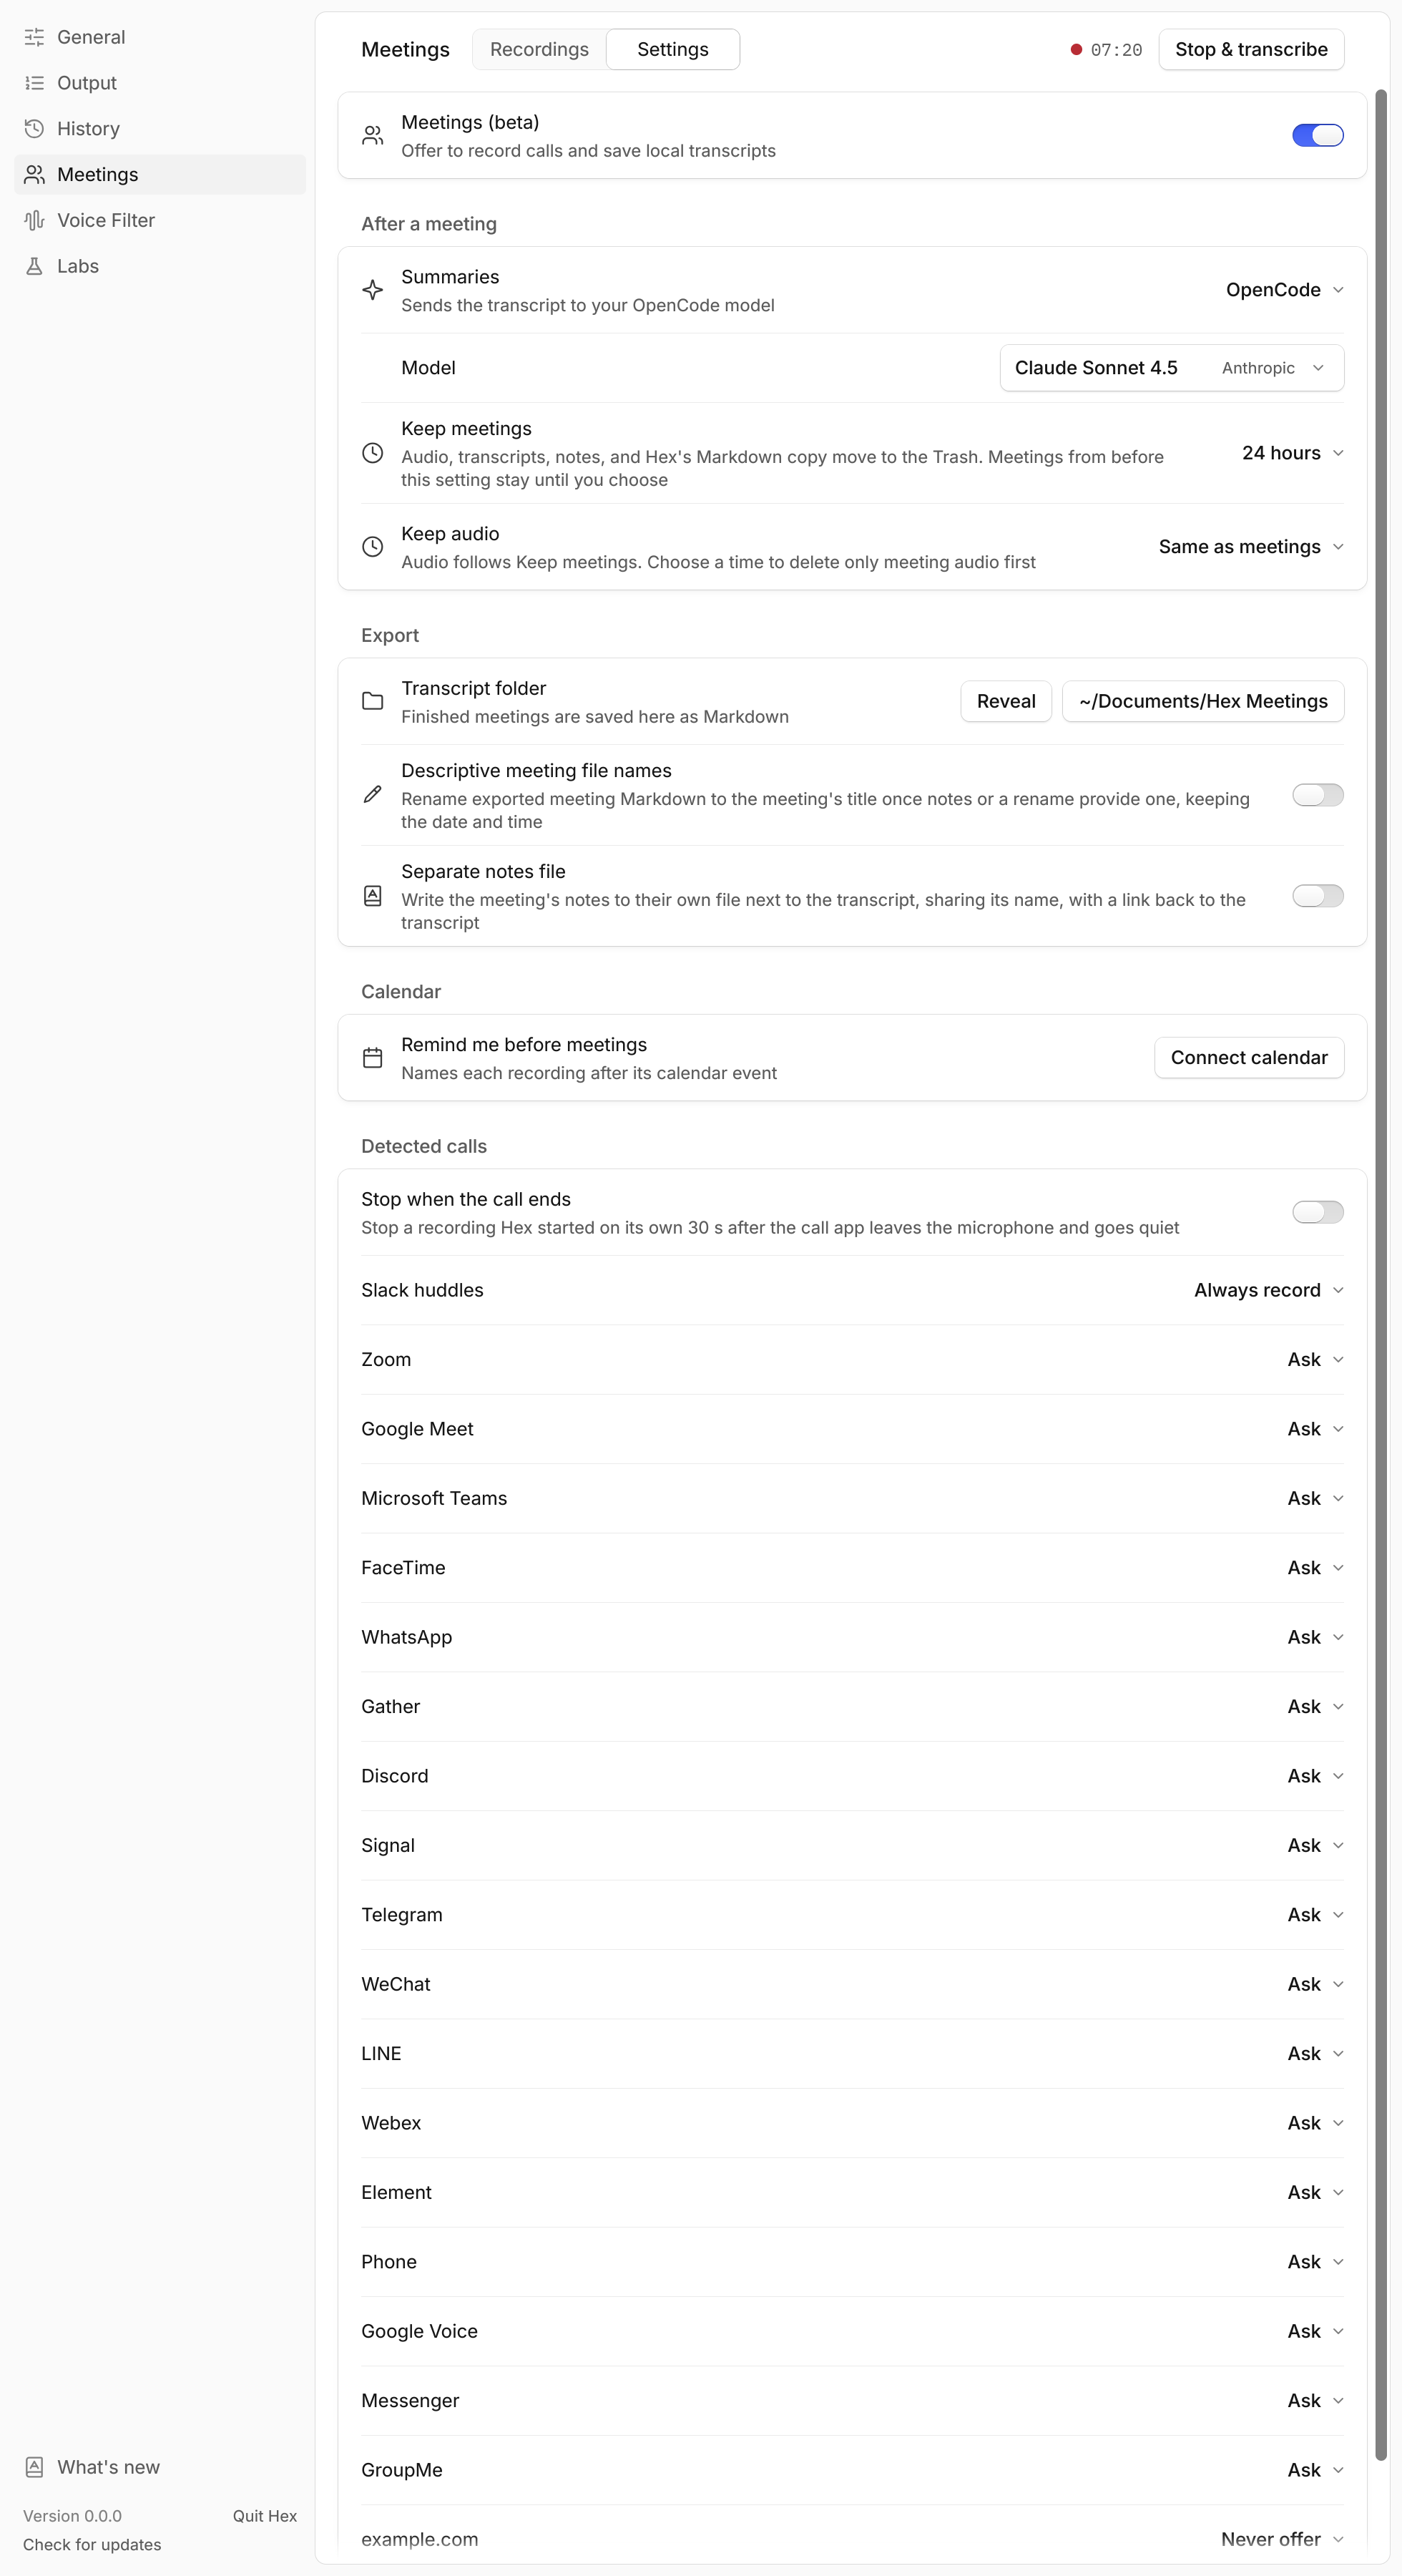 General
Output
History
Meetings
Voice Filter
Labs
What's new
Version 0.0.0
Quit Hex
Check for updates
Meetings
Recordings
Settings
07:20
Stop & transcribe
Meetings (beta)
Offer to record calls and save local transcripts
After a meeting
Summaries
Sends the transcript to your OpenCode model
OpenCode
Model
Claude Sonnet 4.5
Anthropic
Keep meetings
Audio, transcripts, notes, and Hex's Markdown copy move to the Trash. Meetings from before
this setting stay until you choose
24 hours
Keep audio
Audio follows Keep meetings. Choose a time to delete only meeting audio first
Same as meetings
Export
Transcript folder
Finished meetings are saved here as Markdown
Reveal
~/Documents/Hex Meetings
Descriptive meeting file names
Rename exported meeting Markdown to the meeting's title once notes or a rename provide one, keeping
the date and time
Separate notes file
Write the meeting's notes to their own file next to the transcript, sharing its name, with a link back to the
transcript
Calendar
Remind me before meetings
Names each recording after its calendar event
Connect calendar
Detected calls
Stop when the call ends
Stop a recording Hex started on its own 30 s after the call app leaves the microphone and goes quiet
Slack huddles
Always record
Zoom
Ask
Google Meet
Ask
Microsoft Teams
Ask
FaceTime
Ask
WhatsApp
Ask
Gather
Ask
Discord
Ask
Signal
Ask
Telegram
Ask
WeChat
Ask
LINE
Ask
Webex
Ask
Element
Ask
Phone
Ask
Google Voice
Ask
Messenger
Ask
GroupMe
Ask
example.com
Never offer